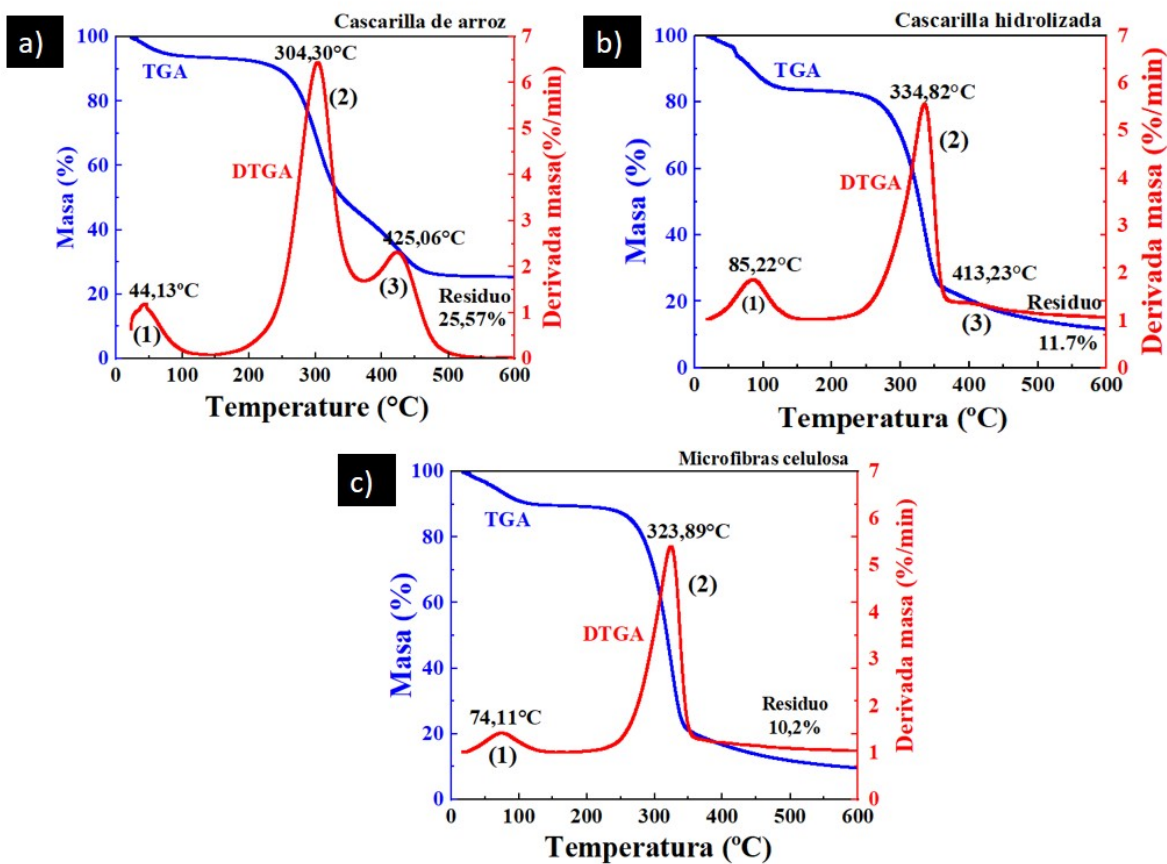 a)
Cascarilla de arroz
304,30°C
TGA
(2)
DTGA
425,06°C
44,13°C
(1)
(3)
Residuo
25,57%
Masa (%)
100
80
60
40
20
0
Derivada masa(%/min)
7
6
5
4
3
2
1
0
0 100 200 300 400 500 600
Temperature (°C)
b)
Cascarilla hidrolizada
TGA
334,82°C
(2)
DTGA
85,22°C
(1)
413,23°C
(3)
Residuo
11.7%
Masa (%)
100
80
60
40
20
0
Derivada masa (%/min)
7
6
5
4
3
2
1
0
0 100 200 300 400 500 600
Temperatura (ºC)
c)
Microfibras celulosa
TGA
323,89°C
(2)
DTGA
74,11°C
(1)
Residuo
10,2%
Masa (%)
100
80
60
40
20
0
Derivada masa (%/min)
7
6
5
4
3
2
1
0
0 100 200 300 400 500 600
Temperatura (ºC)